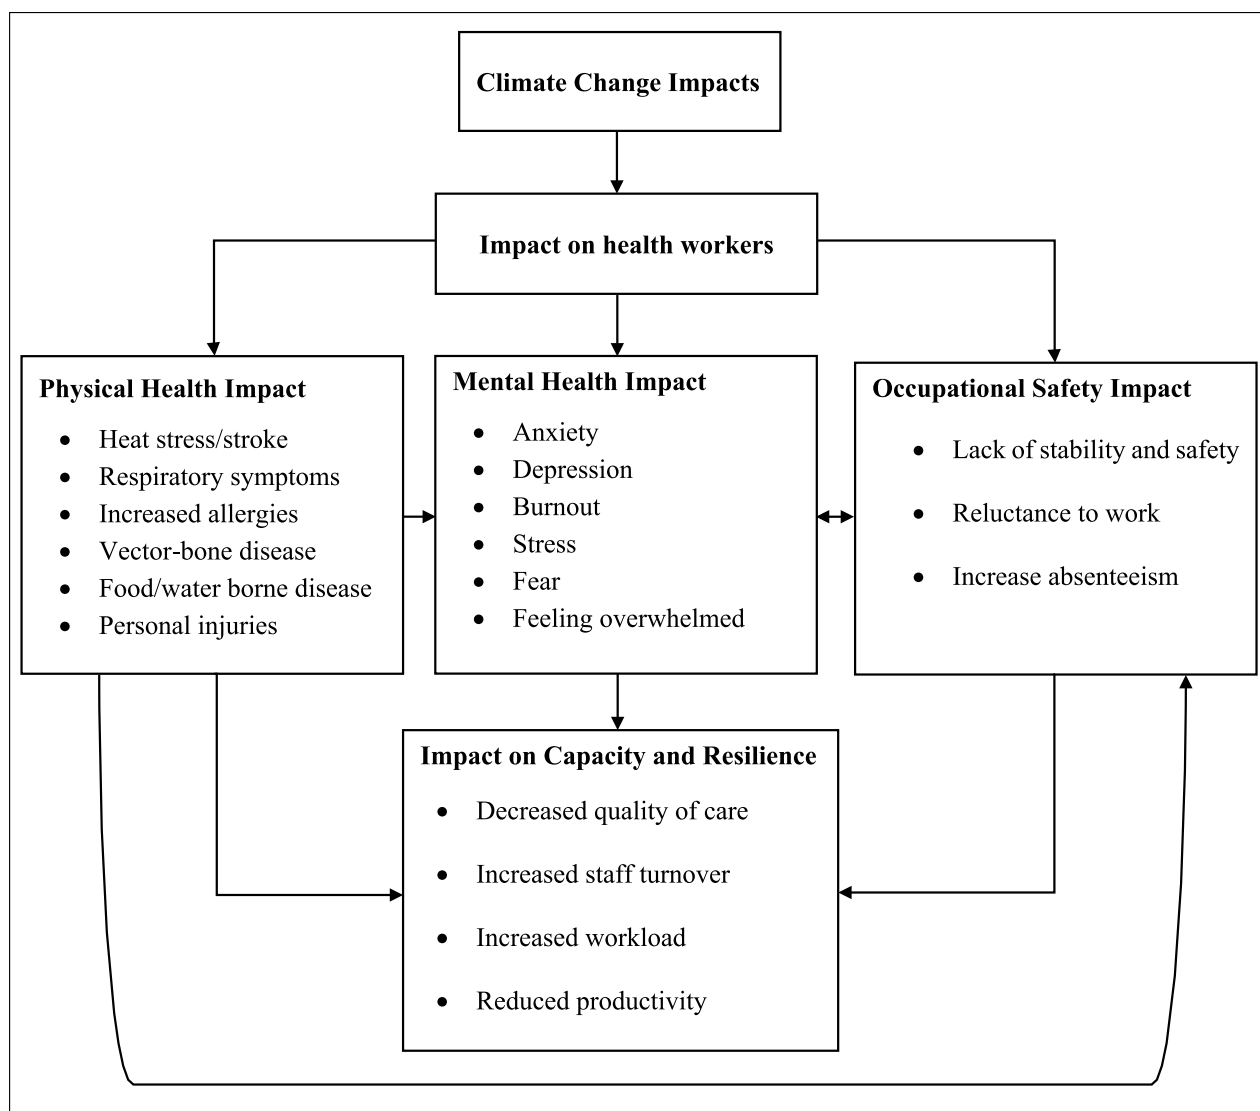 Climate Change Impacts
Impact on health workers
Physical Health Impact
• Heat stress/stroke
• Respiratory symptoms
• Increased allergies
• Vector-bone disease
• Food/water borne disease
• Personal injuries
Mental Health Impact
• Anxiety
• Depression
• Burnout
• Stress
• Fear
• Feeling overwhelmed
Occupational Safety Impact
• Lack of stability and safety
• Reluctance to work
• Increase absenteeism
Impact on Capacity and Resilience
• Decreased quality of care
• Increased staff turnover
• Increased workload
• Reduced productivity